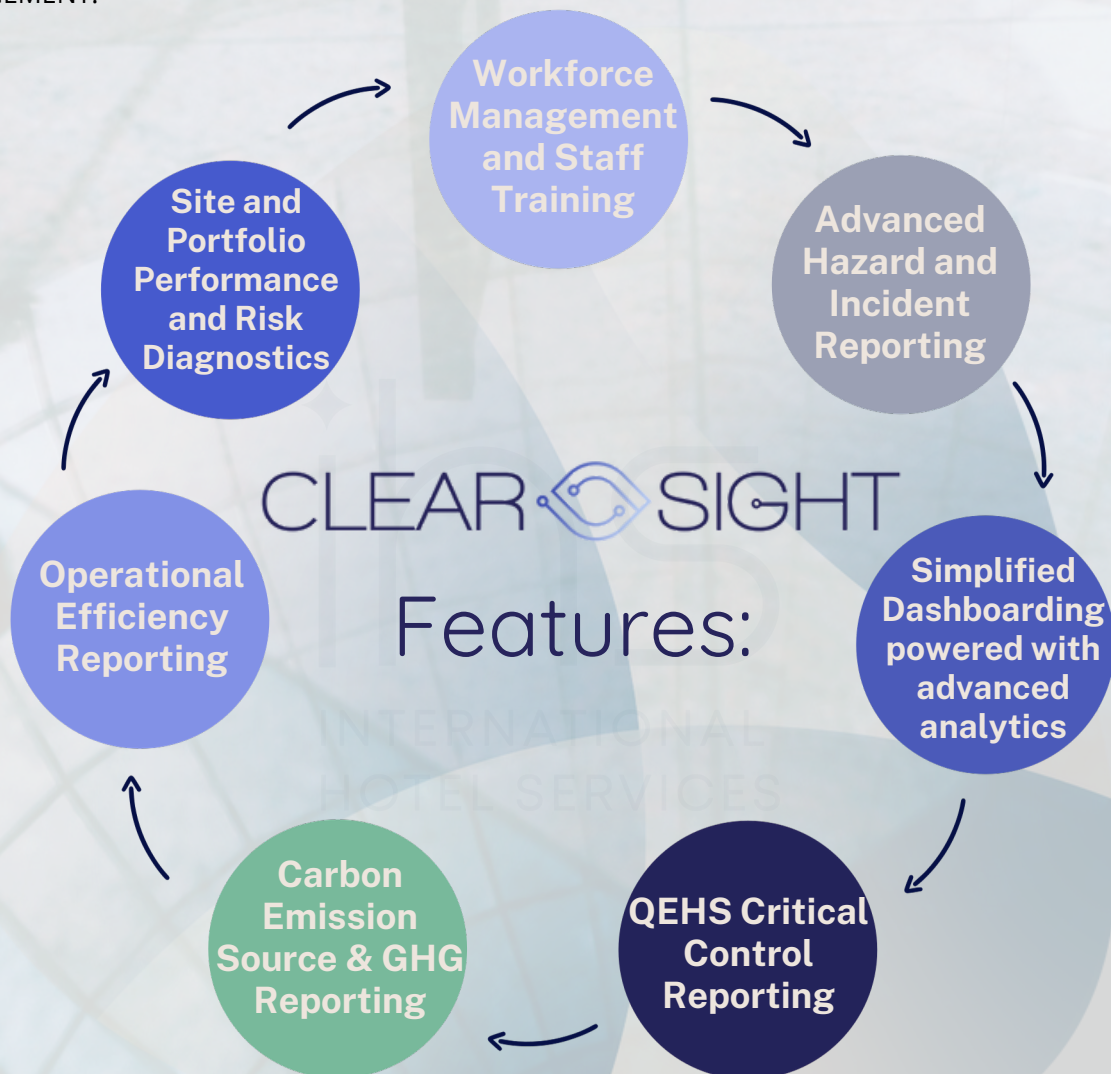 EMENT.
Workforce
Management
and Staff
Training
Advanced
Hazard and
Incident
Reporting
Simplified
Dashboarding
powered with
advanced
analytics
QEHS Critical
Control
Reporting
Carbon
Emission
Source & GHG
Reporting
Operational
Efficiency
Reporting
Site and
Portfolio
Performance
and Risk
Diagnostics
CLEAR SIGHT
Features:
ihs
INTERNATIONAL
HOTEL SERVICES